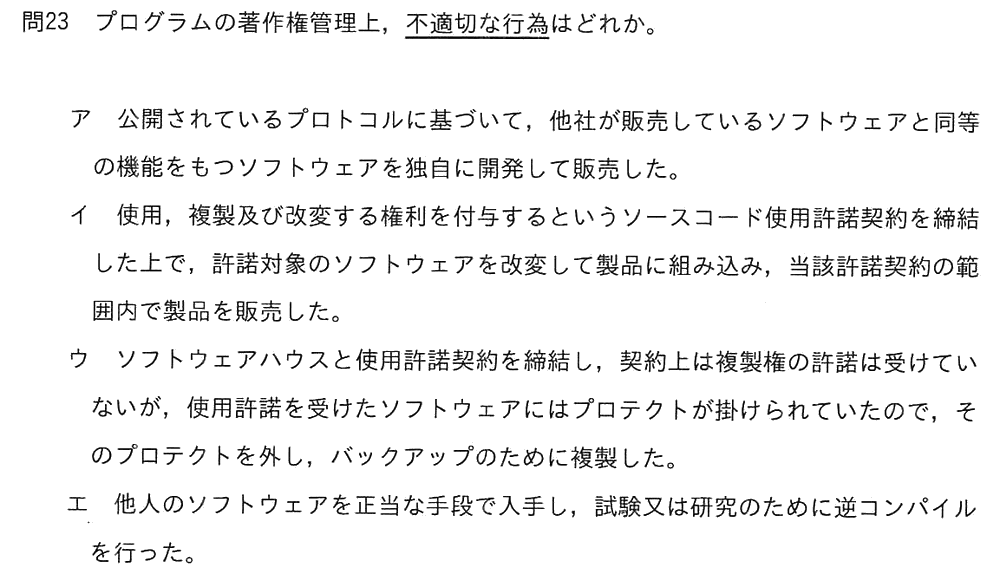 問23 プログラムの著作権管理上，不適切な行為はどれか。
ア 公開されているプロトコルに基づいて，他社が販売しているソフトウェアと同等
の機能をもつソフトウェアを独自に開発して販売した。
イ 使用，複製及び改変する権利を付与するというソースコード使用許諾契約を締結
した上で，許諾対象のソフトウェアを改変して製品に組み込み，当該許諾契約の範
囲内で製品を販売した。
ウ ソフトウェアハウスと使用許諾契約を締結し，契約上は複製権の許諾は受けてい
ないが，使用許諾を受けたソフトウェアにはプロテクトが掛けられていたので，そ
のプロテクトを外し，バックアップのために複製した。
エ 他人のソフトウェアを正当な手段で入手し，試験又は研究のために逆コンパイル
を行った。